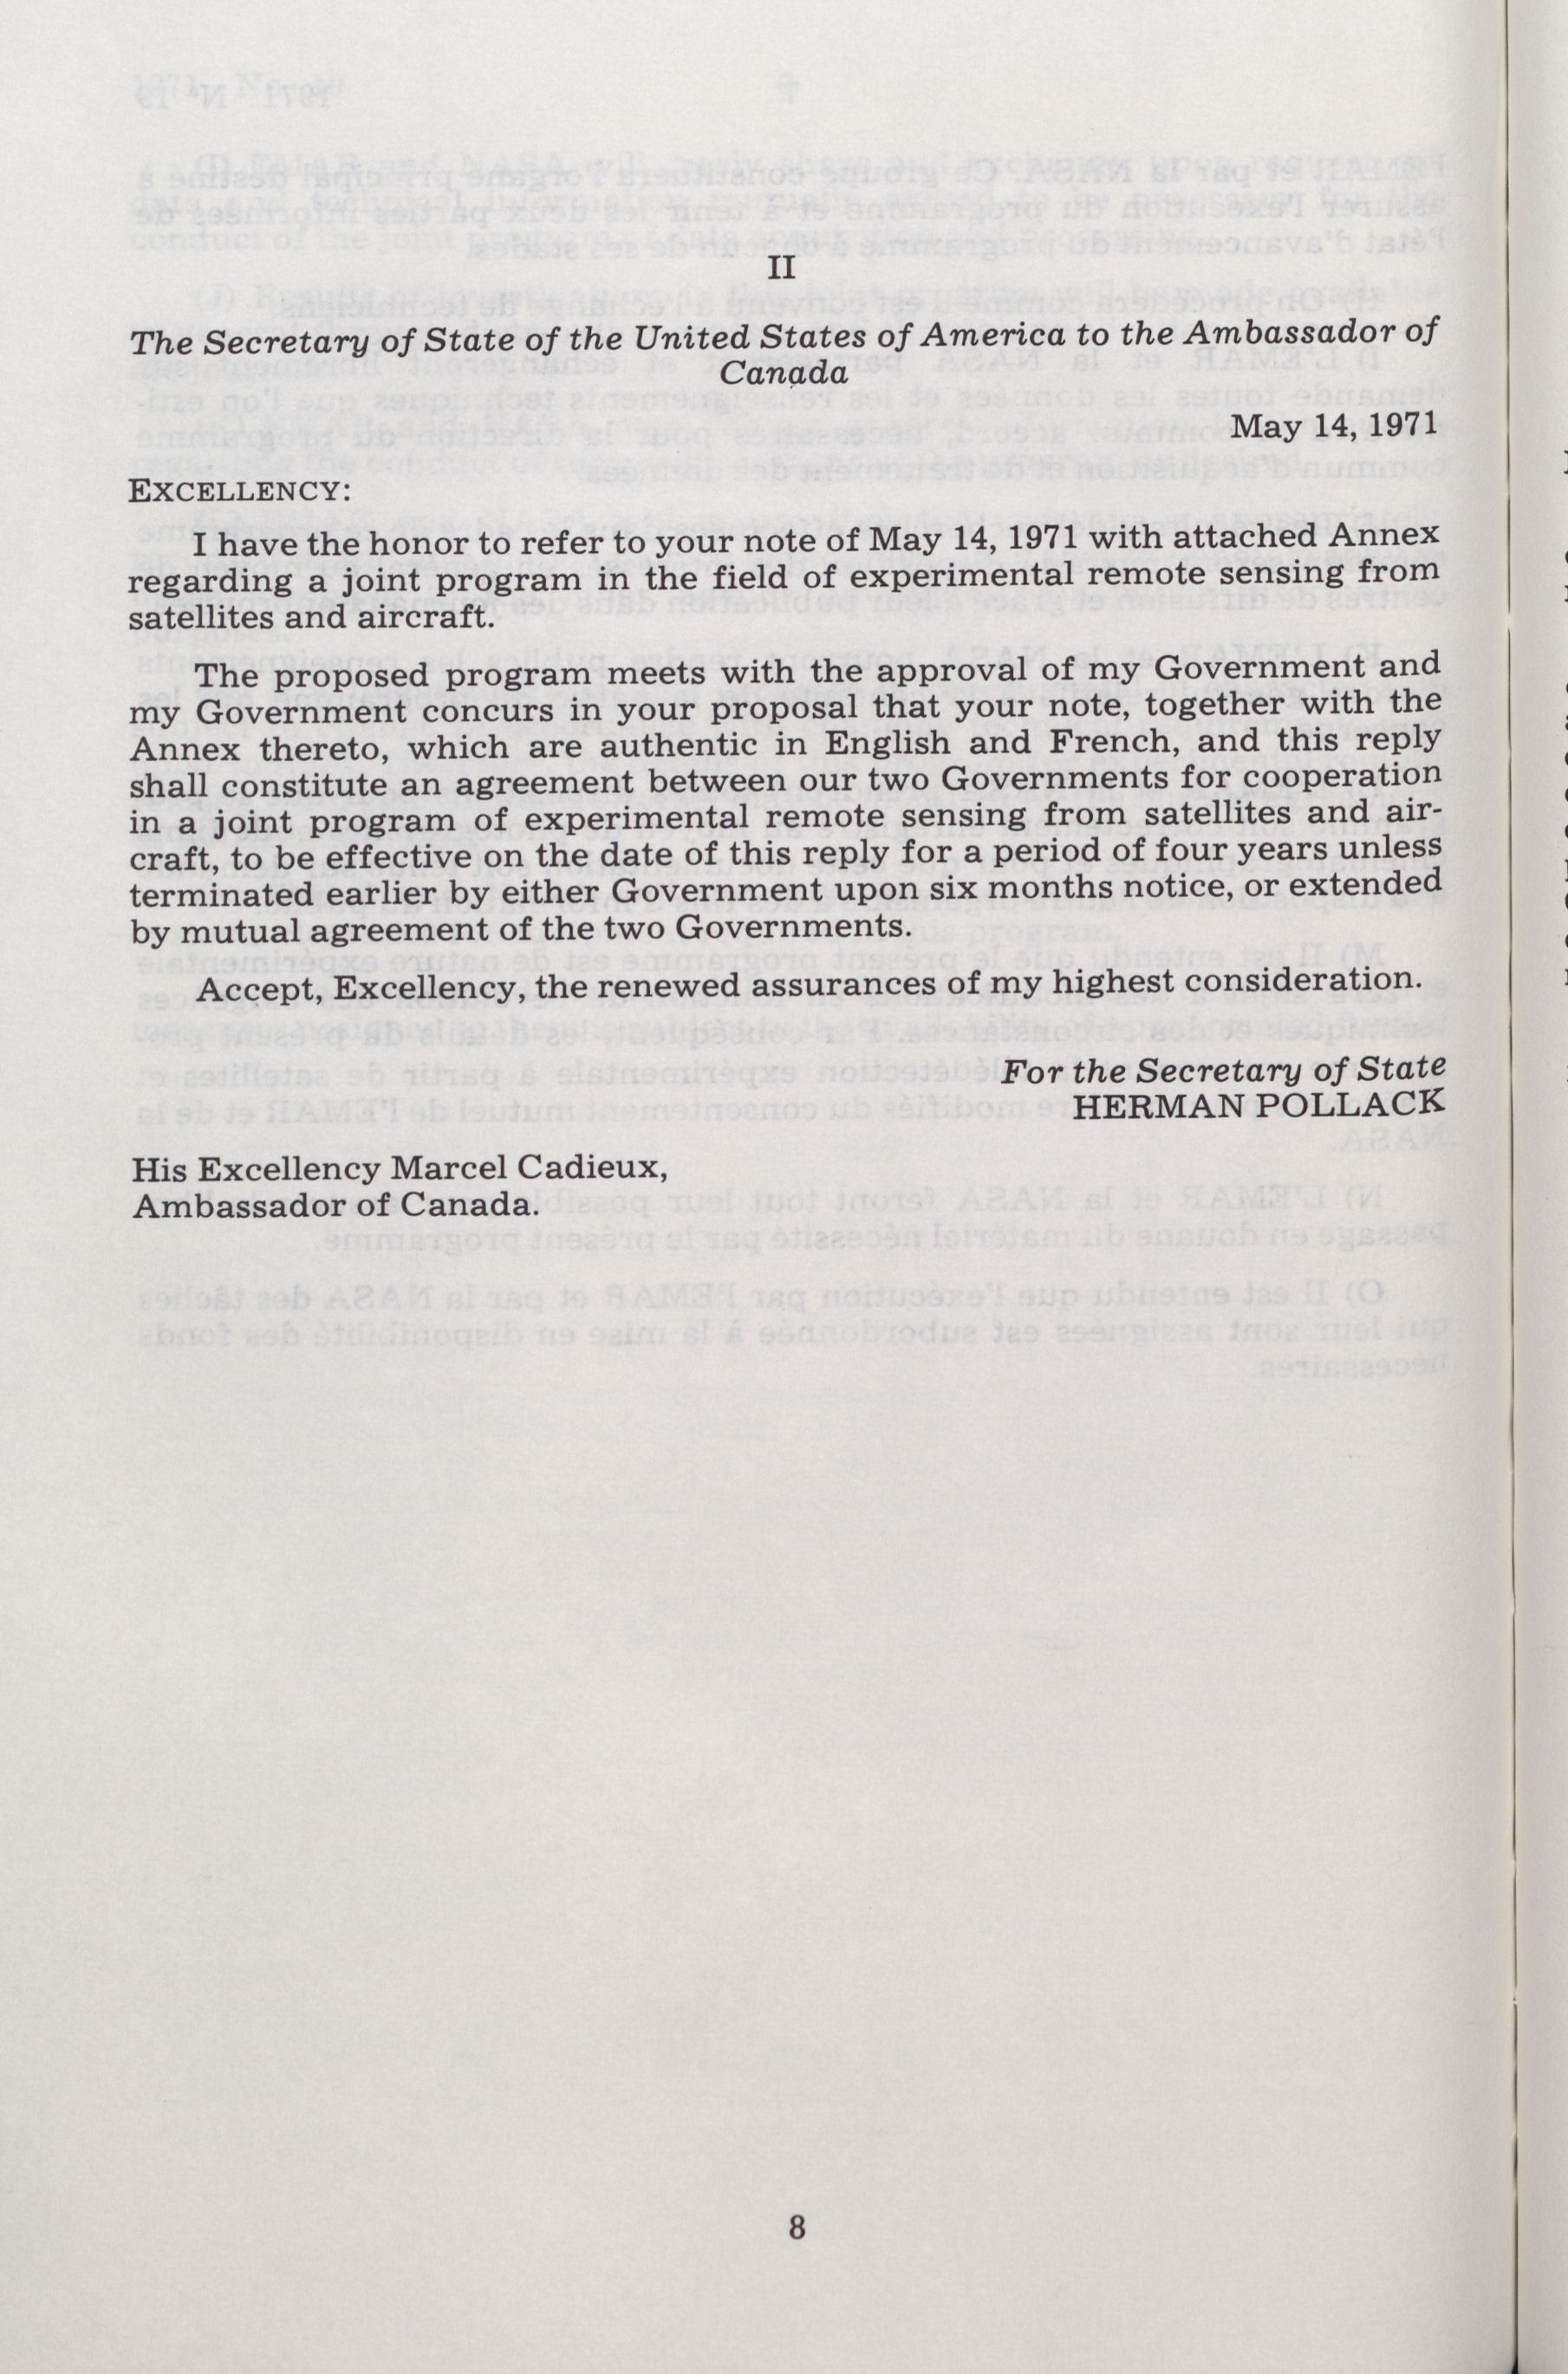 II
The Secretary of State of the United States of America to the Ambassador of
Canada
May 14, 1971
EXCELLENCY:
I have the honor to refer to your note of May 14, 1971 with attached Annex
regarding a joint program in the field of experimental remote sensing from
satellites and aircraft.
The proposed program meets with the approval of my Government and
my Government concurs in your proposal that your note, together with the
Annex thereto, which are authentic in English and French, and this reply
shall constitute an agreement between our two Governments for cooperation
in a joint program of experimental remote sensing from satellites and air-
craft, to be effective on the date of this reply for a period of four years unless
terminated earlier by either Government upon six months notice, or extended
by mutual agreement of the two Governments.
Accept, Excellency, the renewed assurances of my highest consideration.
For the Secretary of State
HERMAN POLLACK
His Excellency Marcel Cadieux,
Ambassador of Canada.
8